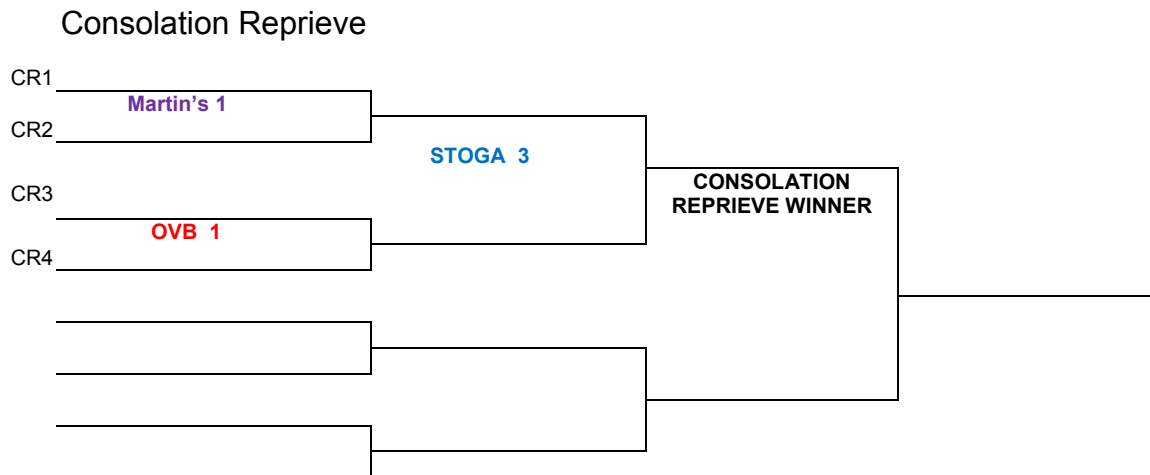 Consolation Reprieve
CR1
Martin’s 1
CR2
STOGA 3
CONSOLATION
REPRIEVE WINNER
CR3
OVB 1
CR4